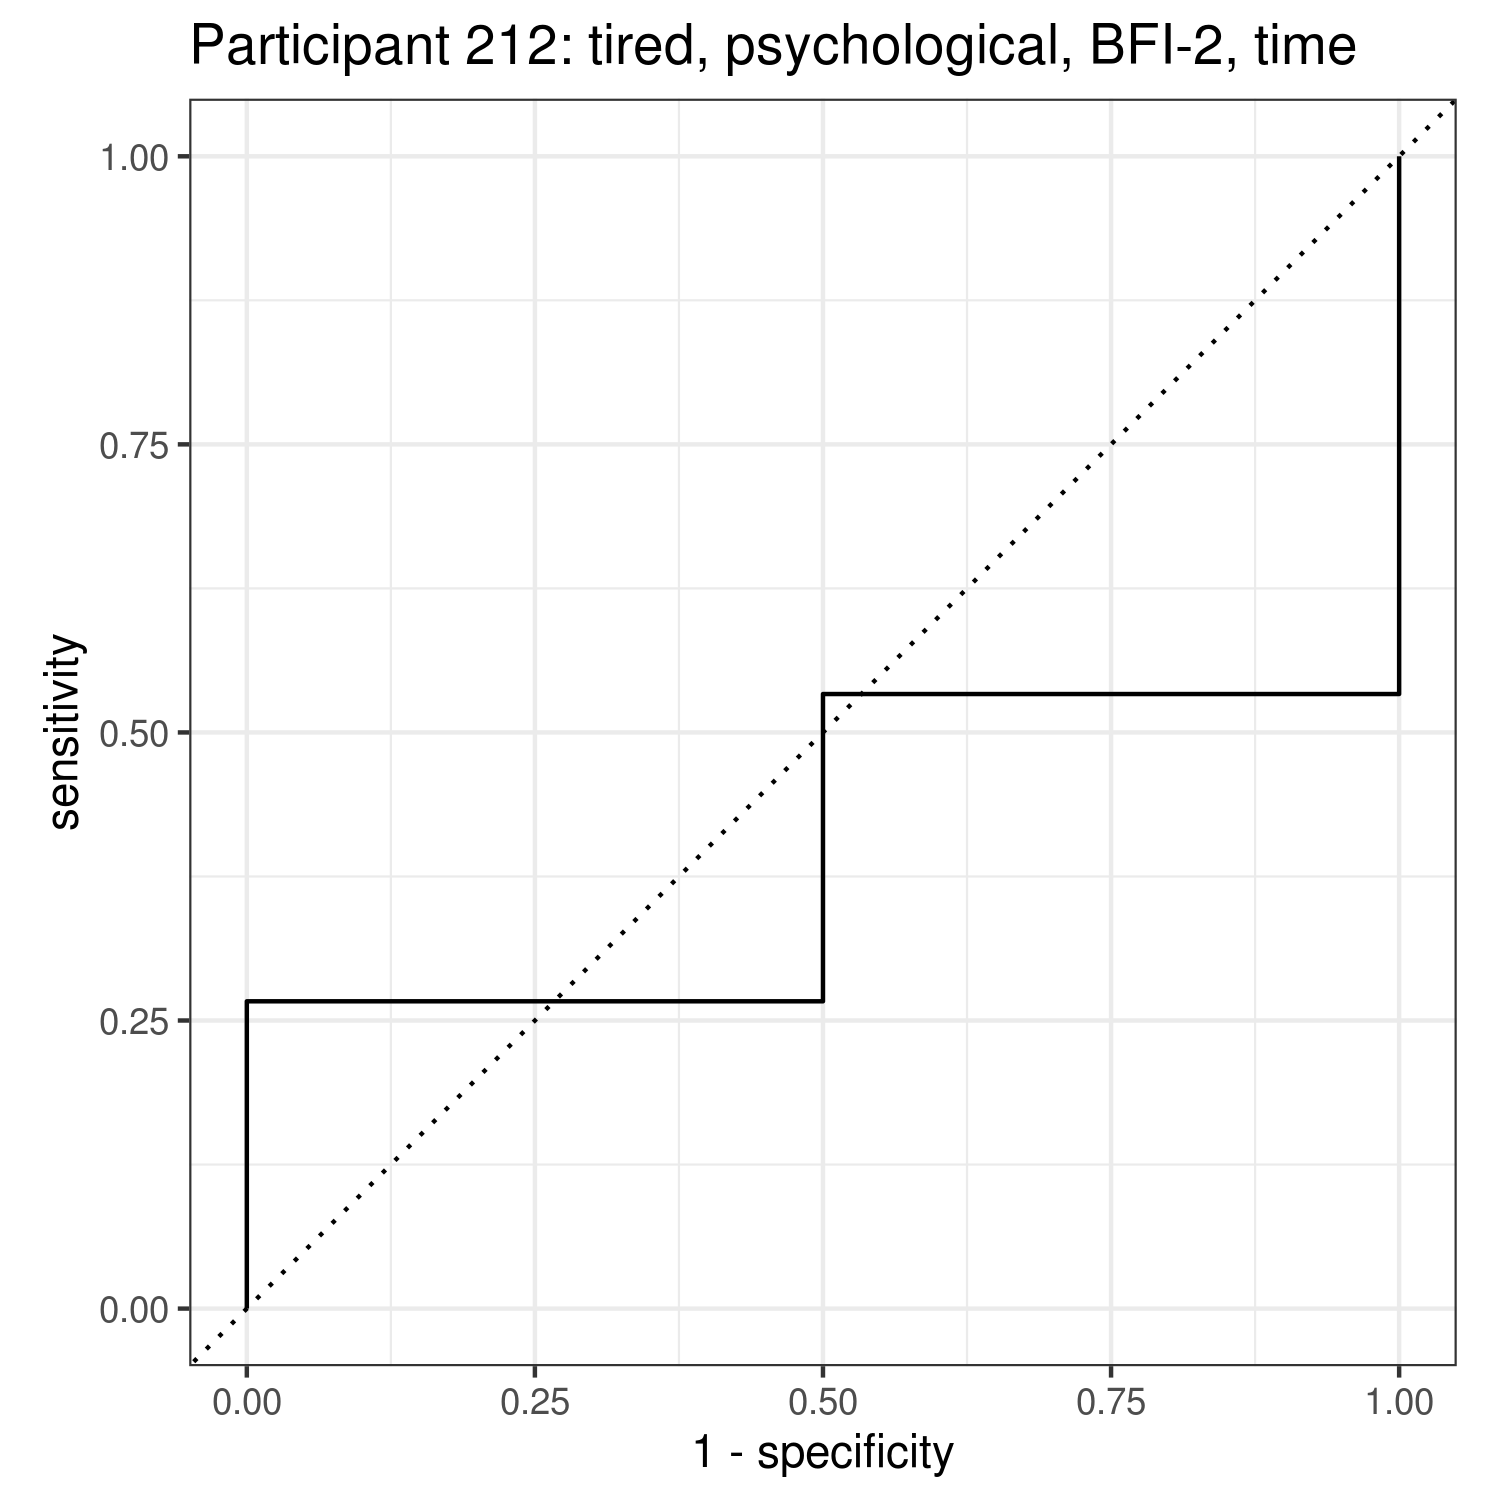 Participant 212: tired, psychological, BFI-2, time
1.00
0.75
0.50
0.25
0.00
sensitivity
0.00 0.25 0.50 0.75 1.00
1 - specificity